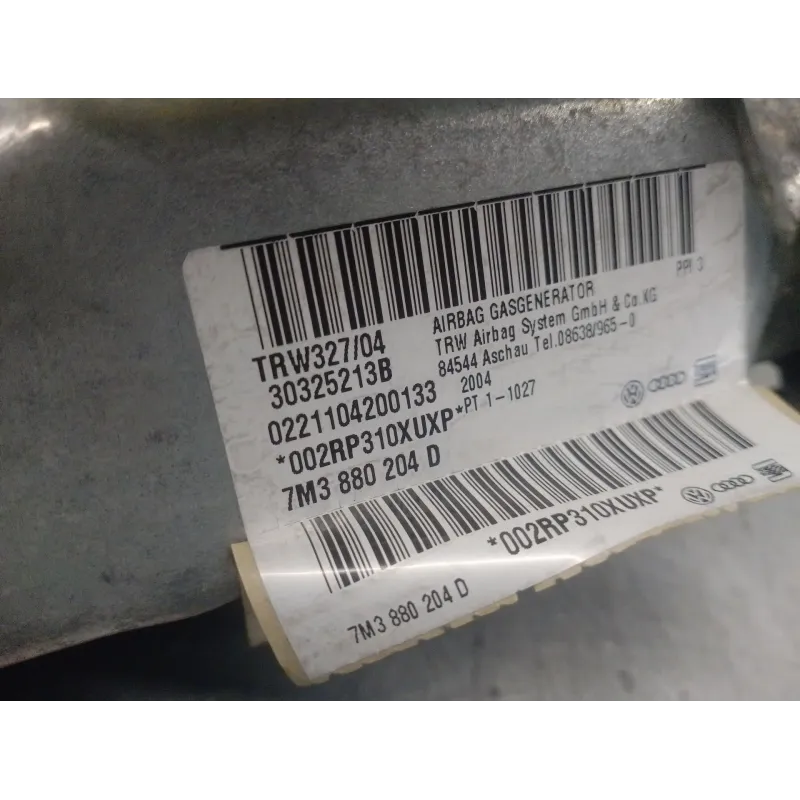 TRW327/04
30325213B
0221104200133
*002RP310XUXP*
7M3 880 204 D
AIRBAG GASGENERATOR
TRW Airbag System GmbH & Co.KG
84544 Aschau Tel.08638/965-0
2004
PT 1-1027
PPI 3
*002RP310XUXP*
7M3 880 204 D